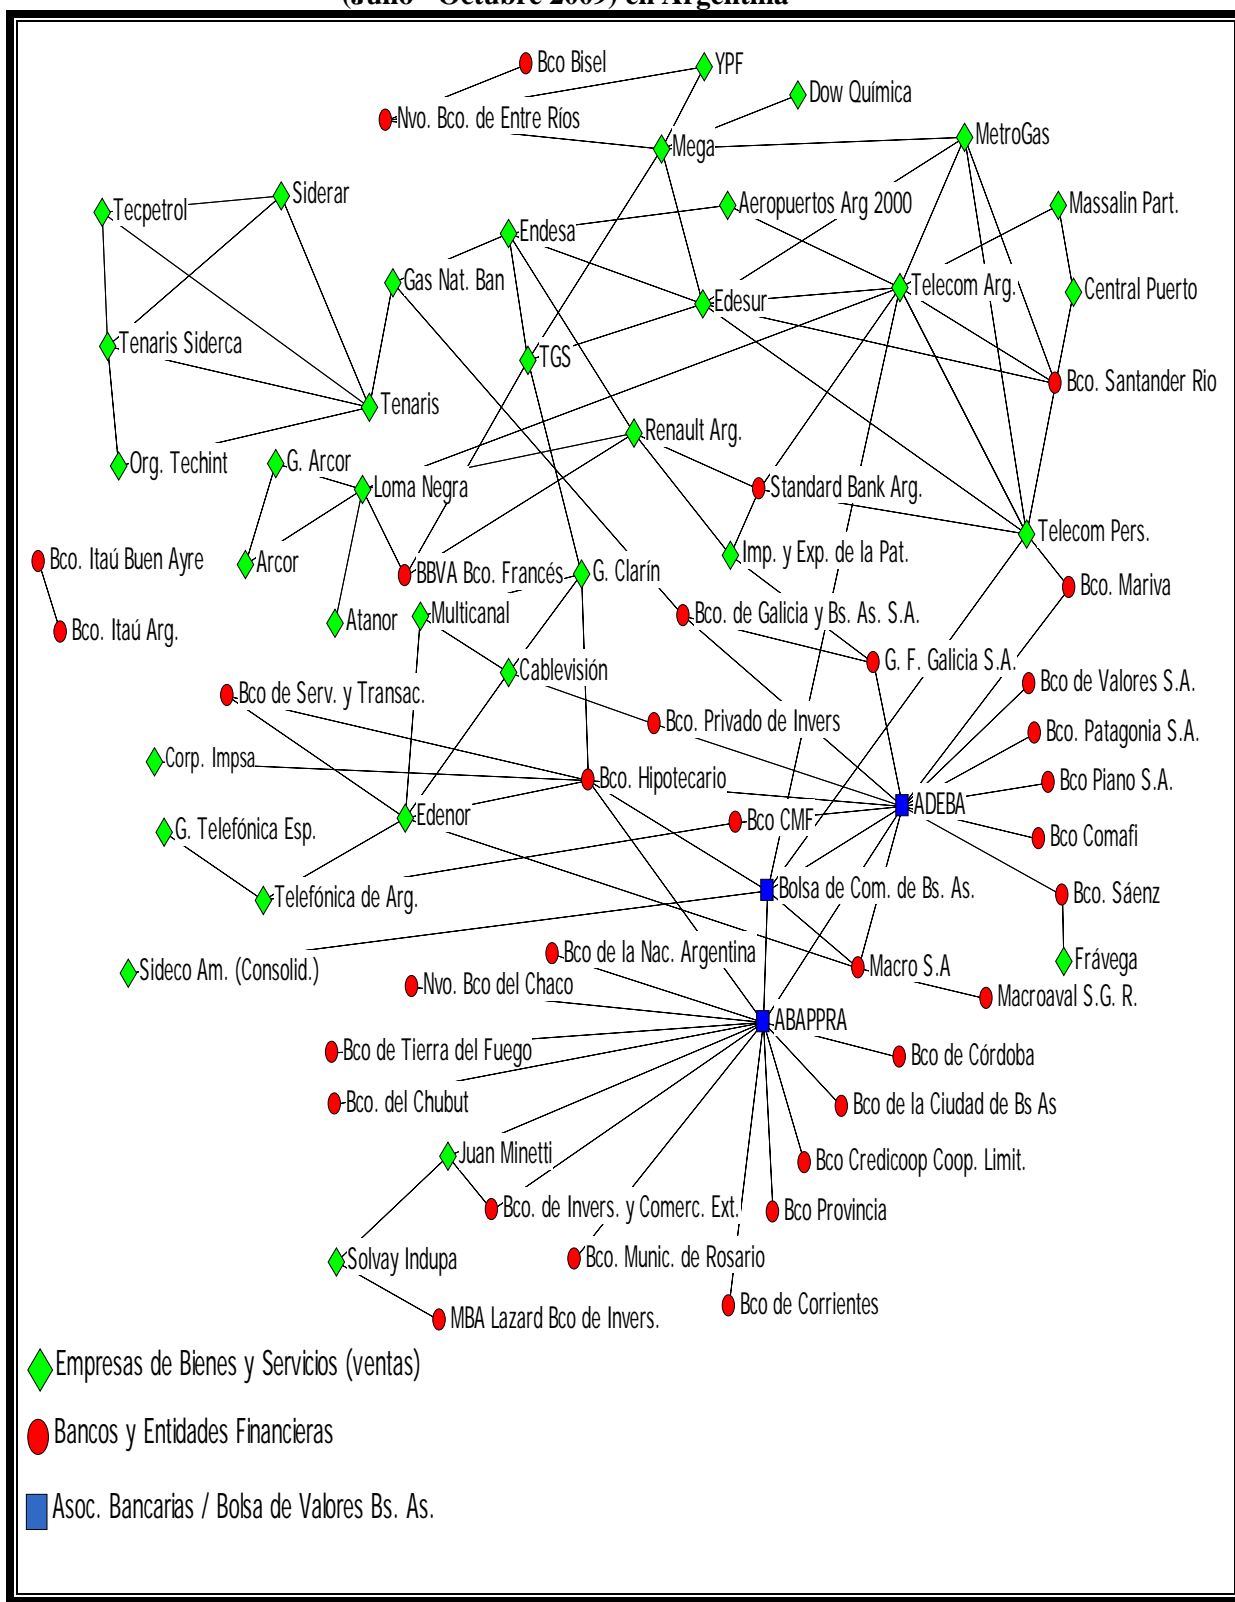 (Julio - Octubre 2009) en Argentina
Bco Bisel
YPF
Dow Química
Nvo. Bco. de Entre Ríos
Mega
MetroGas
Siderar
Tecpetrol
Aeropuertos Arg 2000
Massalin Part.
Endesa
Gas Nat. Ban
Telecom Arg.
Central Puerto
Edesur
Tenaris Siderca
TGS
Bco. Santander Rio
Tenaris
Renault Arg.
Org. Techint
G. Arcor
Loma Negra
Standard Bank Arg.
Telecom Pers.
Bco. Itaú Buen Ayre
Arcor
BBVA Bco. Francés
G. Clarín
Imp. y Exp. de la Pat.
Bco. Mariva
Multicanal
Atanor
Bco. de Galicia y Bs. As. S.A.
Bco. Itaú Arg.
Cablevisión
G. F. Galicia S.A.
Bco de Valores S.A.
Bco de Serv. y Transac.
Bco. Privado de Invers
Bco. Patagonia S.A.
Corp. Impsa
Bco. Hipotecario
Bco Piano S.A.
ADEBA
Edenor
Bco CMF
G. Telefónica Esp.
Bco Comafi
Bolsa de Com. de Bs. As.
Bco. Sáenz
Telefónica de Arg.
Bco de la Nac. Argentina
Sideco Am. (Consolid.)
Macro S.A
Frávega
Nvo. Bco del Chaco
Macroaval S.G. R.
ABAPPRA
Bco de Tierra del Fuego
Bco de Córdoba
Bco. del Chubut
Bco de la Ciudad de Bs As
Juan Minetti
Bco Credicoop Coop. Limit.
Bco. de Invers. y Comerc. Ext.
Bco Provincia
Solvay Indupa
Bco. Munic. de Rosario
Bco de Corrientes
MBA Lazard Bco de Invers.
Empresas de Bienes y Servicios (ventas)
Bancos y Entidades Financieras
Asoc. Bancarias / Bolsa de Valores Bs. As.